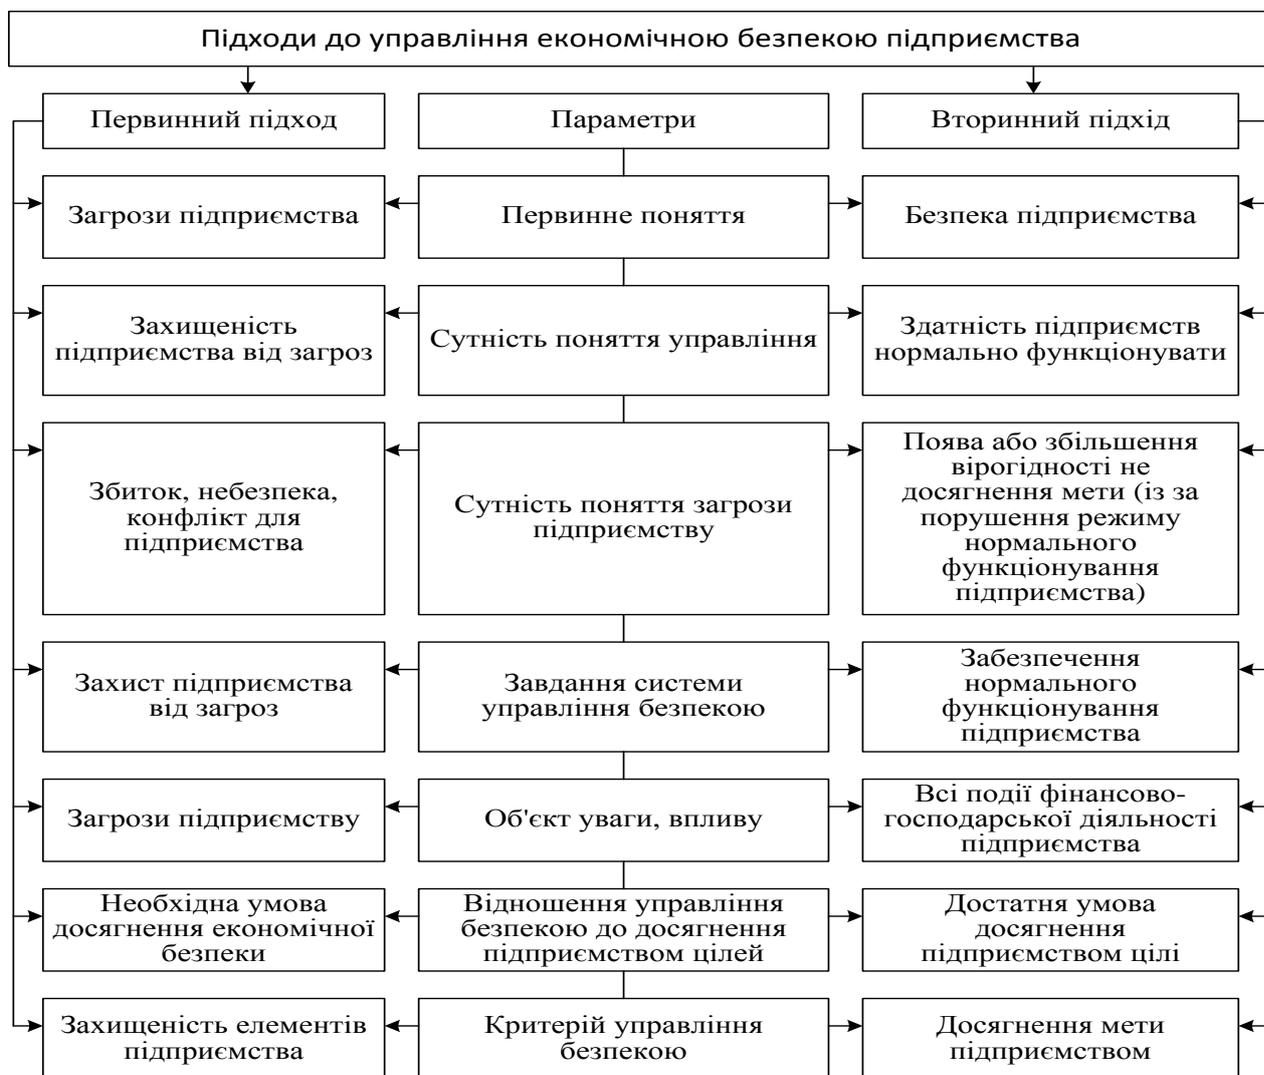 Підходи до управління економічною безпекою підприємства
Первинний підход
Параметри
Вторинний підхід
Загрози підприємства
Первинне поняття
Безпека підприємства
Захищеність
підприємства від загроз
Сутність поняття управління
Здатність підприємств
нормально функціонувати
Збиток, небезпека,
конфлікт для
підприємства
Сутність поняття загрози
підприємству
Поява або збільшення
вірогідності не
досягнення мети (із за
порушення режиму
нормального
функціонування
підприємства)
Захист підприємства
від загроз
Завдання системи
управління безпекою
Забезпечення
нормального
функціонування
підприємства
Загрози підприємству
Об'єкт уваги, впливу
Всі події фінансово-
господарської діяльності
підприємства
Необхідна умова
досягнення економічної
безпеки
Відношення управління
безпекою до досягнення
підприємством цілей
Достатня умова
досягнення
підприємством цілі
Захищеність елементів
підприємства
Критерій управління
безпекою
Досягнення мети
підприємством